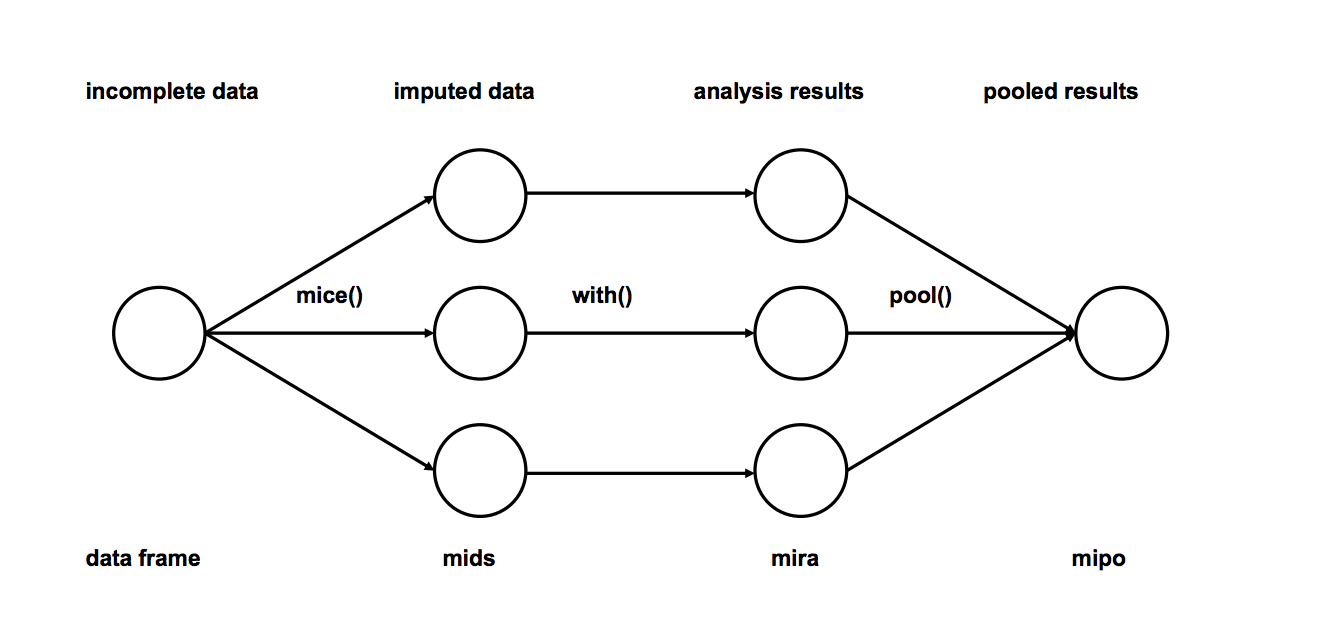 incomplete data
imputed data
analysis results
pooled results
mice()
with()
pool()
data frame
mids
mira
mipo